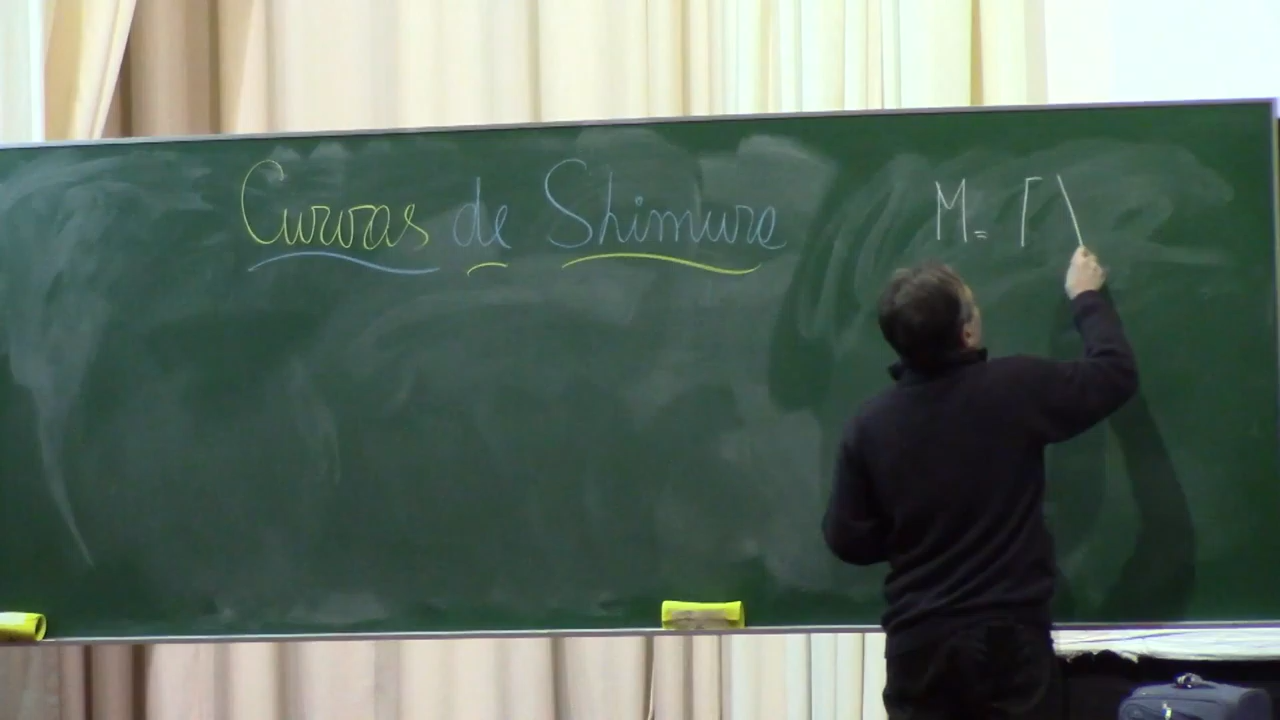 Curvas de Shimura
M = Γ \